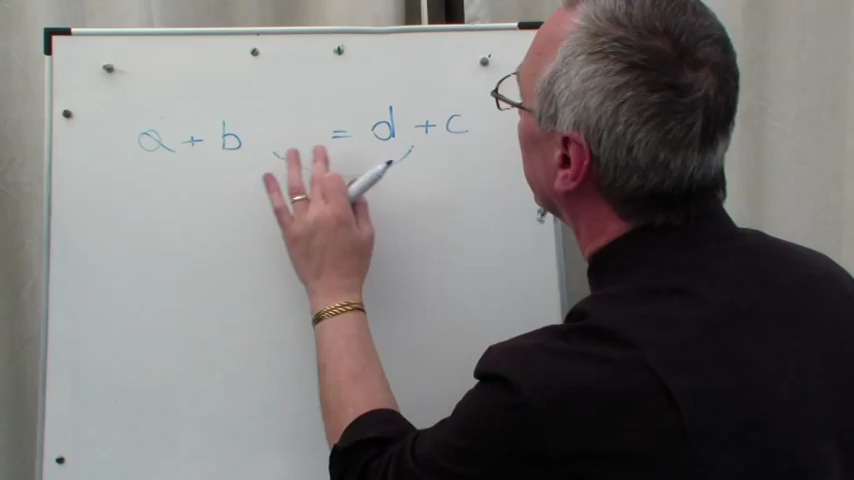 a + b = d + c